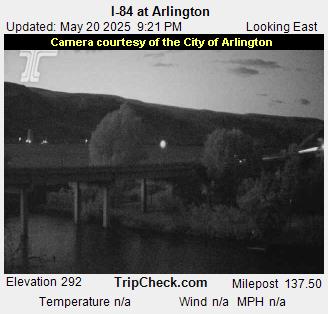 I-84 at Arlington
Updated: May 20 2025 9:21 PM Looking East
Camera courtesy of the City of Arlington
Elevation 292 TripCheck.com Milepost 137.50
Temperature n/a Wind n/a MPH n/a